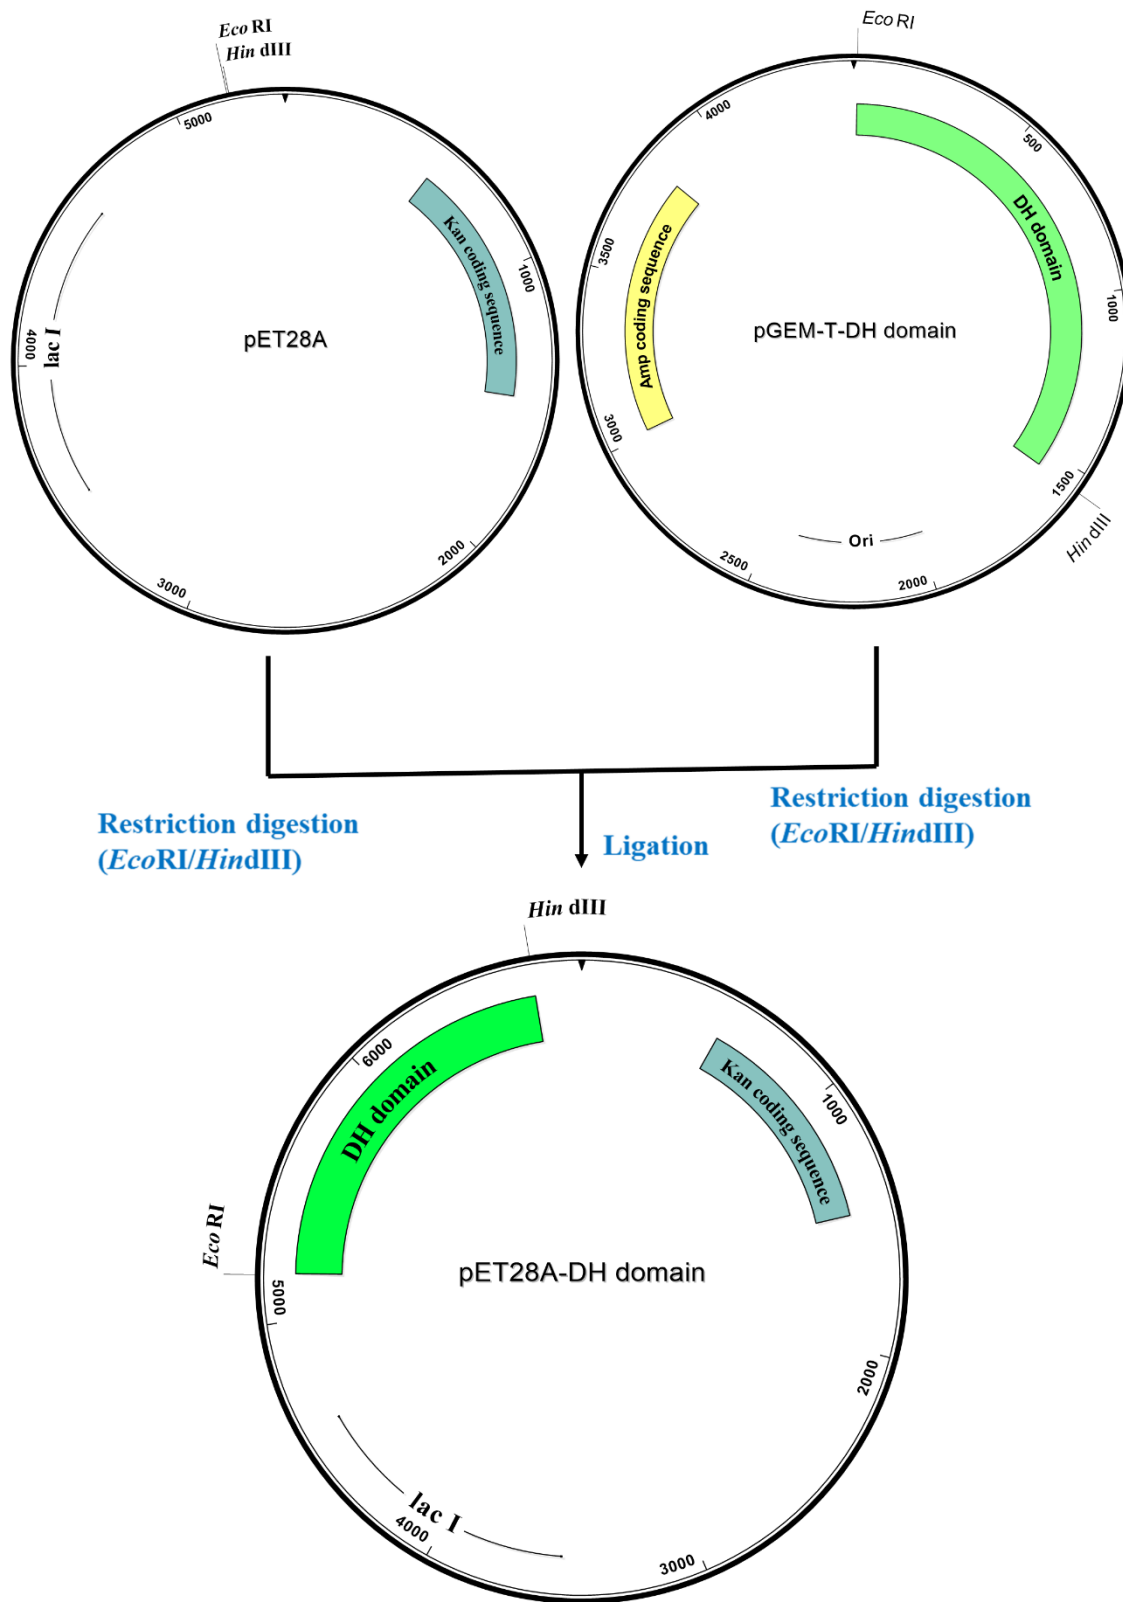 Eco RI
Hin dIII
5000
Kan coding sequence
1000
pET28A
lac I
4000
2000
3000
Eco RI
4000
500
DH domain
3500
Amp coding sequence
1000
pGEM-T-DH domain
3000
1500
Hin dIII
Ori
2500
2000
Restriction digestion
(EcoRI/HindIII)
Ligation
Restriction digestion
(EcoRI/HindIII)
Hin dIII
6000
DH domain
Kan coding sequence
1000
Eco RI
pET28A-DH domain
5000
2000
lac I
4000
3000